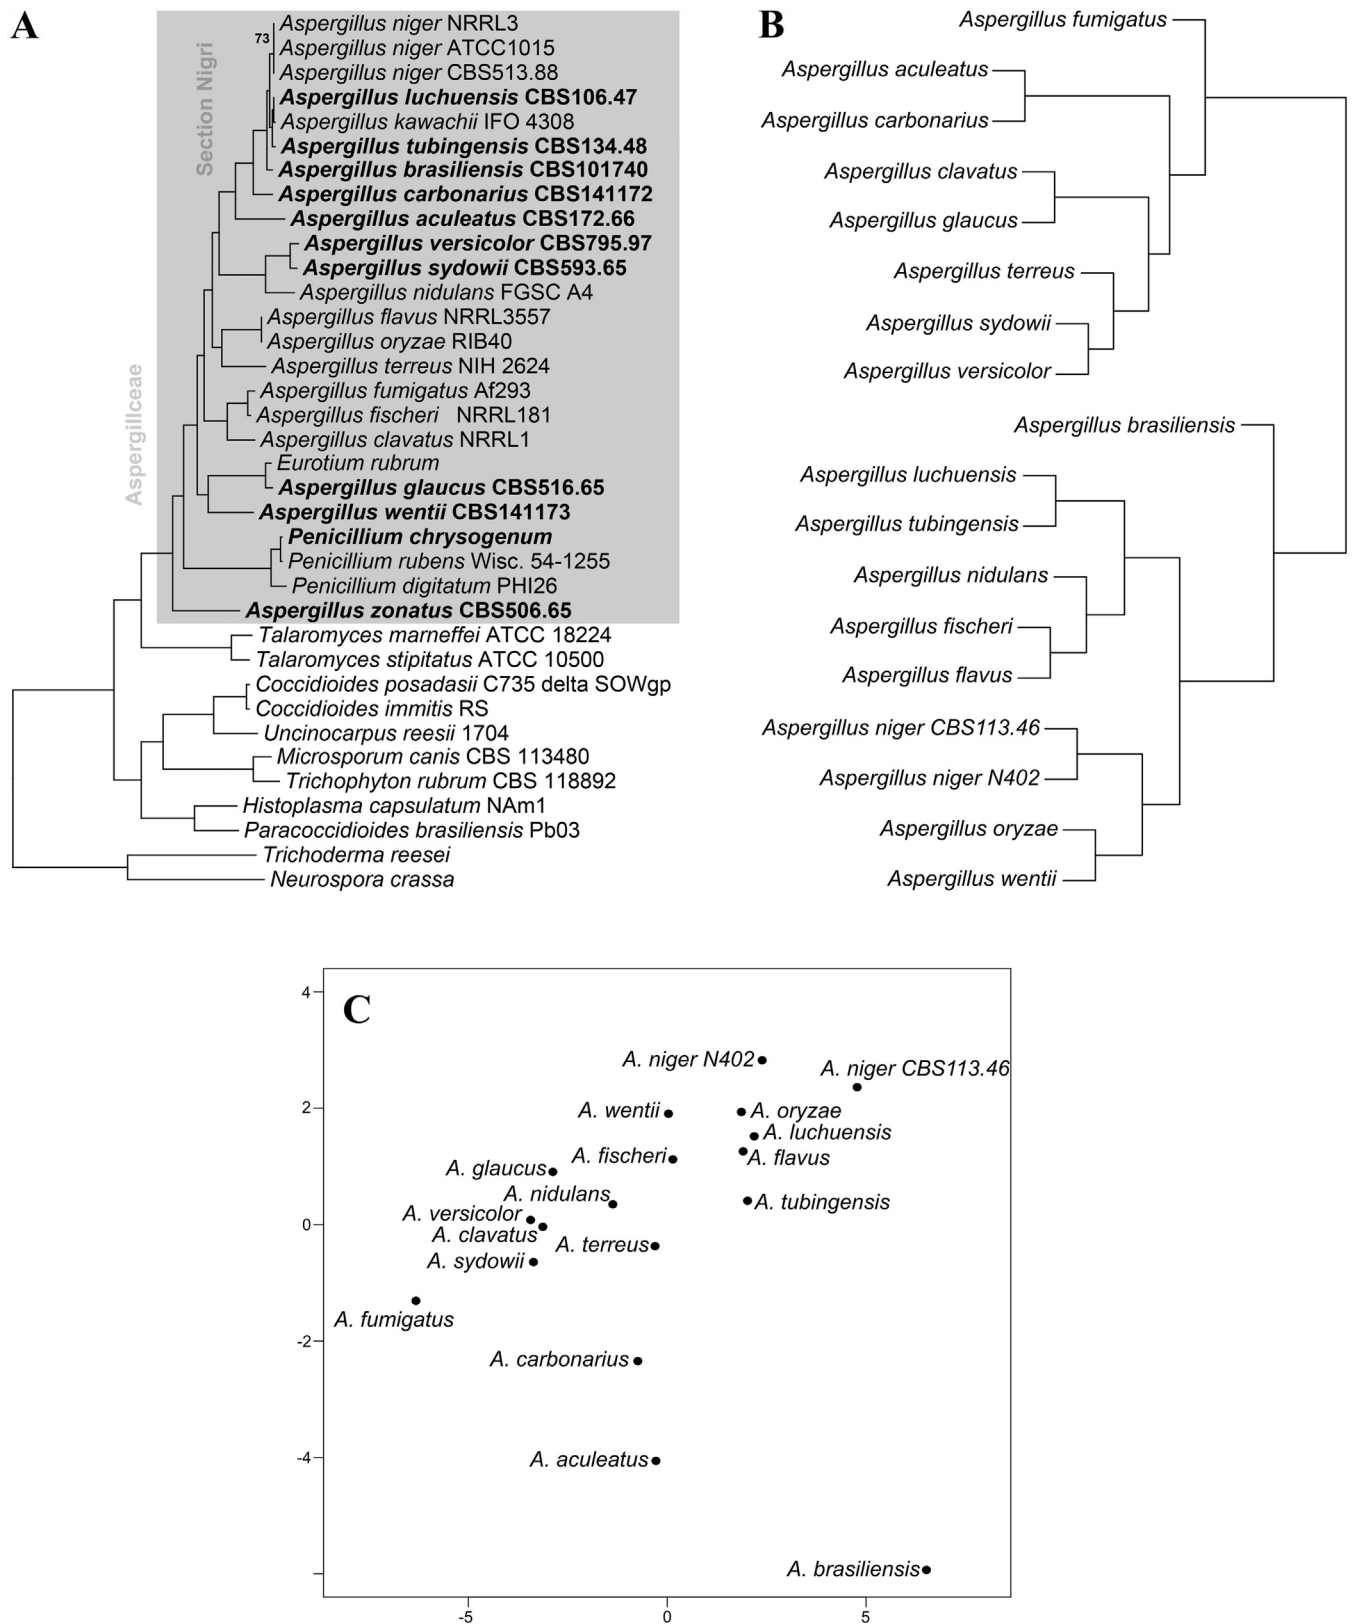 A
Aspergillus niger NRRL3
73
Aspergillus niger ATCC1015
Aspergillus niger CBS513.88
Aspergillus luchuensis CBS106.47
Aspergillus kawachii IFO 4308
Aspergillus tubingensis CBS134.48
Aspergillus brasiliensis CBS101740
Aspergillus carbonarius CBS141172
Aspergillus aculeatus CBS172.66
Aspergillus versicolor CBS795.97
Aspergillus sydowii CBS593.65
Aspergillus nidulans FGSC A4
Aspergillus flavus NRRL3557
Aspergillus oryzae RIB40
Aspergillus terreus NIH 2624
Aspergillus fumigatus Af293
Aspergillus fischeri NRRL181
Aspergillus clavatus NRRL1
Eurotium rubrum
Aspergillus glaucus CBS516.65
Aspergillus wentii CBS141173
Penicillium chrysogenum
Penicillium rubens Wisc. 54-1255
Penicillium digitatum PHI26
Aspergillus zonatus CBS506.65
Talaromyces marneffei ATCC 18224
Talaromyces stipitatus ATCC 10500
Coccidioides posadasii C735 delta SOWgp
Coccidioides immitis RS
Uncinocarpus reesii 1704
Microsporum canis CBS 113480
Trichophyton rubrum CBS 118892
Histoplasma capsulatum NAm1
Paracoccidioides brasiliensis Pb03
Trichoderma reesei
Neurospora crassa
Section Nigri
Aspergillceae
B
Aspergillus fumigatus
Aspergillus aculeatus
Aspergillus carbonarius
Aspergillus clavatus
Aspergillus glaucus
Aspergillus terreus
Aspergillus sydowii
Aspergillus versicolor
Aspergillus brasiliensis
Aspergillus luchuensis
Aspergillus tubingensis
Aspergillus nidulans
Aspergillus fischeri
Aspergillus flavus
Aspergillus niger CBS113.46
Aspergillus niger N402
Aspergillus oryzae
Aspergillus wentii
C
4
2
0
-2
-4
A. niger N402
A. niger CBS113.46
A. wentii
A. oryzae
A. luchuensis
A. fischeri
A. flavus
A. glaucus
A. nidulans
A. tubingensis
A. versicolor
A. clavatus
A. terreus
A. sydowii
A. fumigatus
A. carbonarius
A. aculeatus
A. brasiliensis
-5
0
5